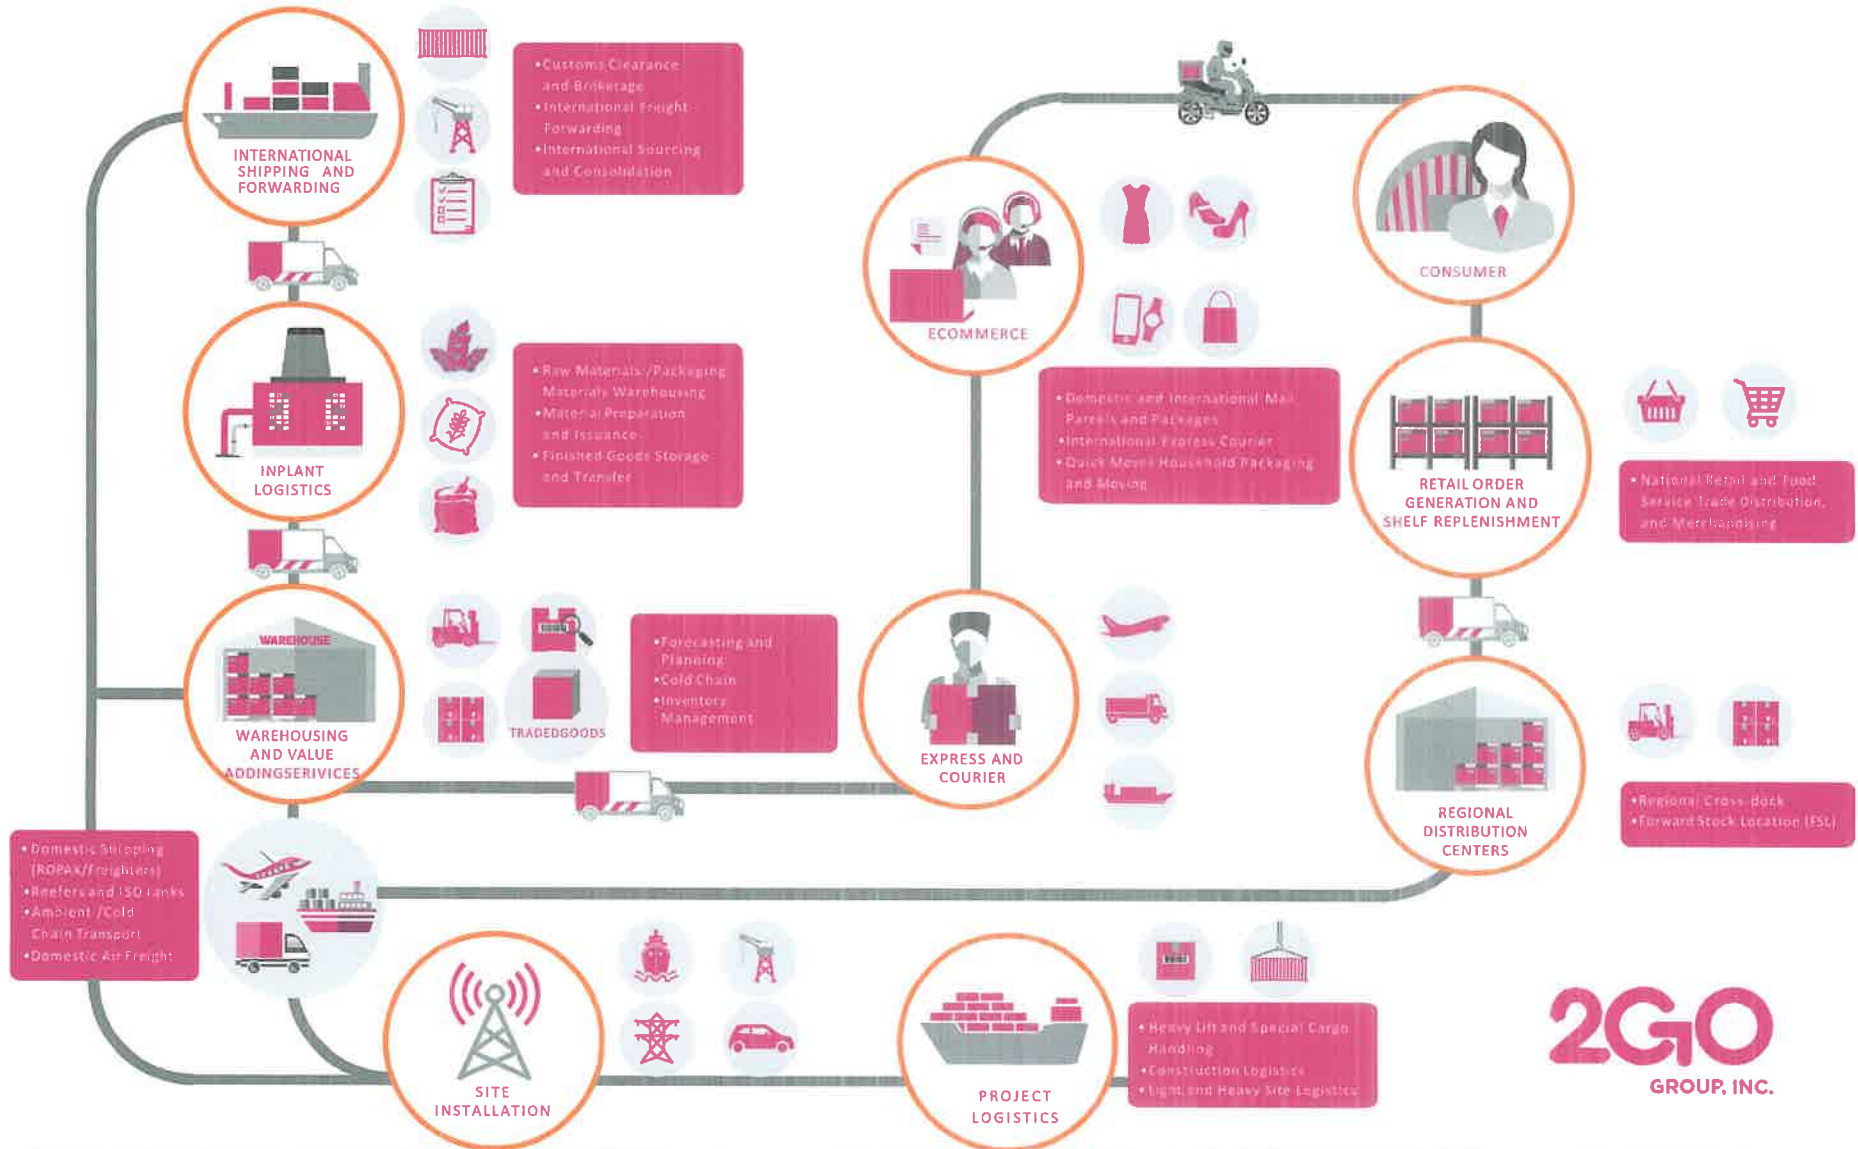 INTERNATIONAL
SHIPPING AND
FORWARDING
•Customs Clearance
and Brokerage
•International Freight
Forwarding
•International Sourcing
and Consolidation
INPLANT
LOGISTICS
•Raw Materials/Packaging
Materials Warehousing
•Material Preparation
and Issuance
•Finished Goods Storage
and Transfer
WAREHOUSE
WAREHOUSING
AND VALUE
ADDINGSERIVICES
TRADEDGOODS
•Forecasting and
Planning
•Cold Chain
•Inventory
Management
•Domestic Shipping
(ROPAX/Freighters)
•Reefers and ISO tanks
•Ambient /Cold
Chain Transport
•Domestic Air Freight
ECOMMERCE
•Domestic and International Mail
Parcels and Packages
•International Express Courier
•Quick Moves Household Packaging
and Moving
EXPRESS AND
COURIER
CONSUMER
RETAIL ORDER
GENERATION AND
SHELF REPLENISHMENT
•National Retail and Food
Service Trade Distribution,
and Merchandising
REGIONAL
DISTRIBUTION
CENTERS
•Regional Cross-dock
•Forward Stock Location (FSL)
SITE
INSTALLATION
PROJECT
LOGISTICS
•Heavy Lift and Special Cargo
Handling
•Construction Logistics
•Light and Heavy Site Logistics
2GO
GROUP, INC.